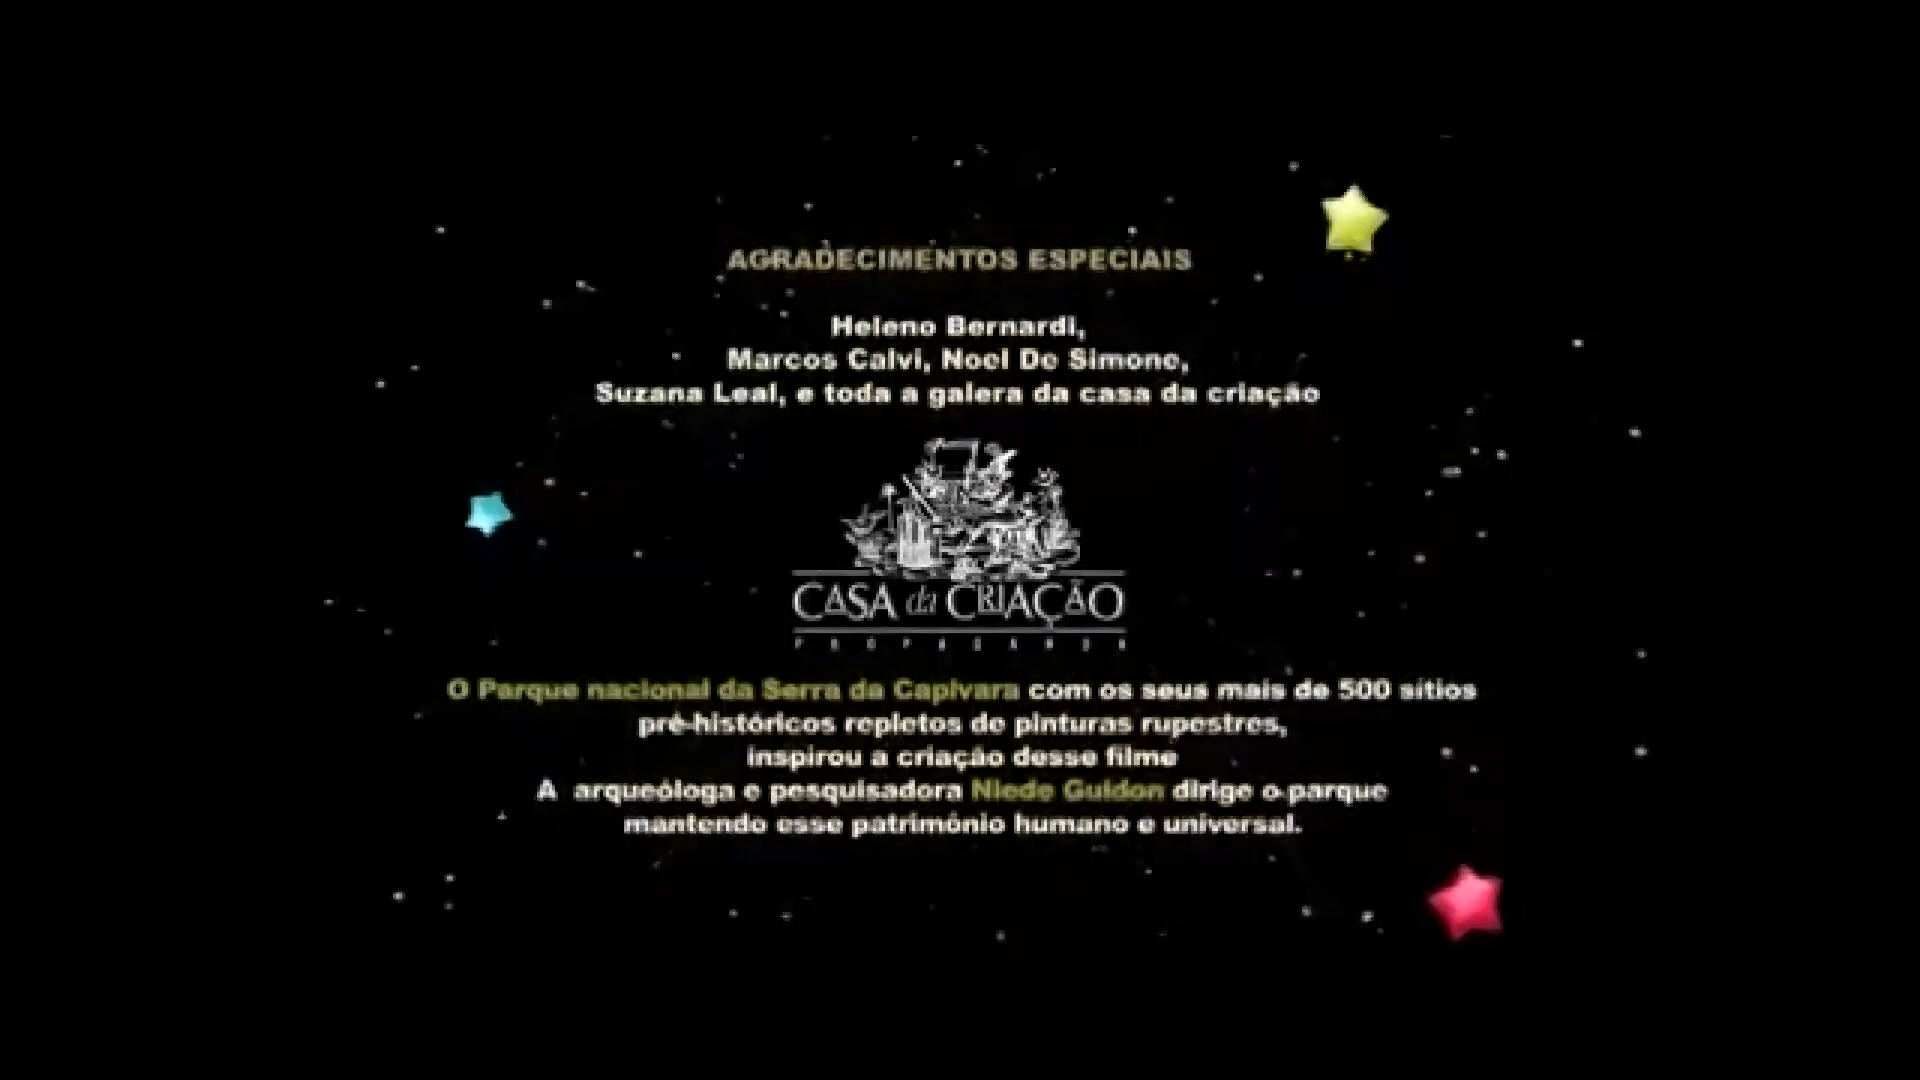 AGRADECIMENTOS ESPECIAIS
Heleno Bernardi,
Marcos Calvi, Noel De Simone,
Suzana Leal, e toda a galera da casa da criação
CASA da CRIAÇÃO
PROPAGANDA
O Parque nacional da Serra da Capivara com os seus mais de 500 sítios
pré-históricos repletos de pinturas rupestres,
inspirou a criação desse filme
A arqueóloga e pesquisadora Niede Guidon dirige o parque
mantendo esse patrimônio humano e universal.